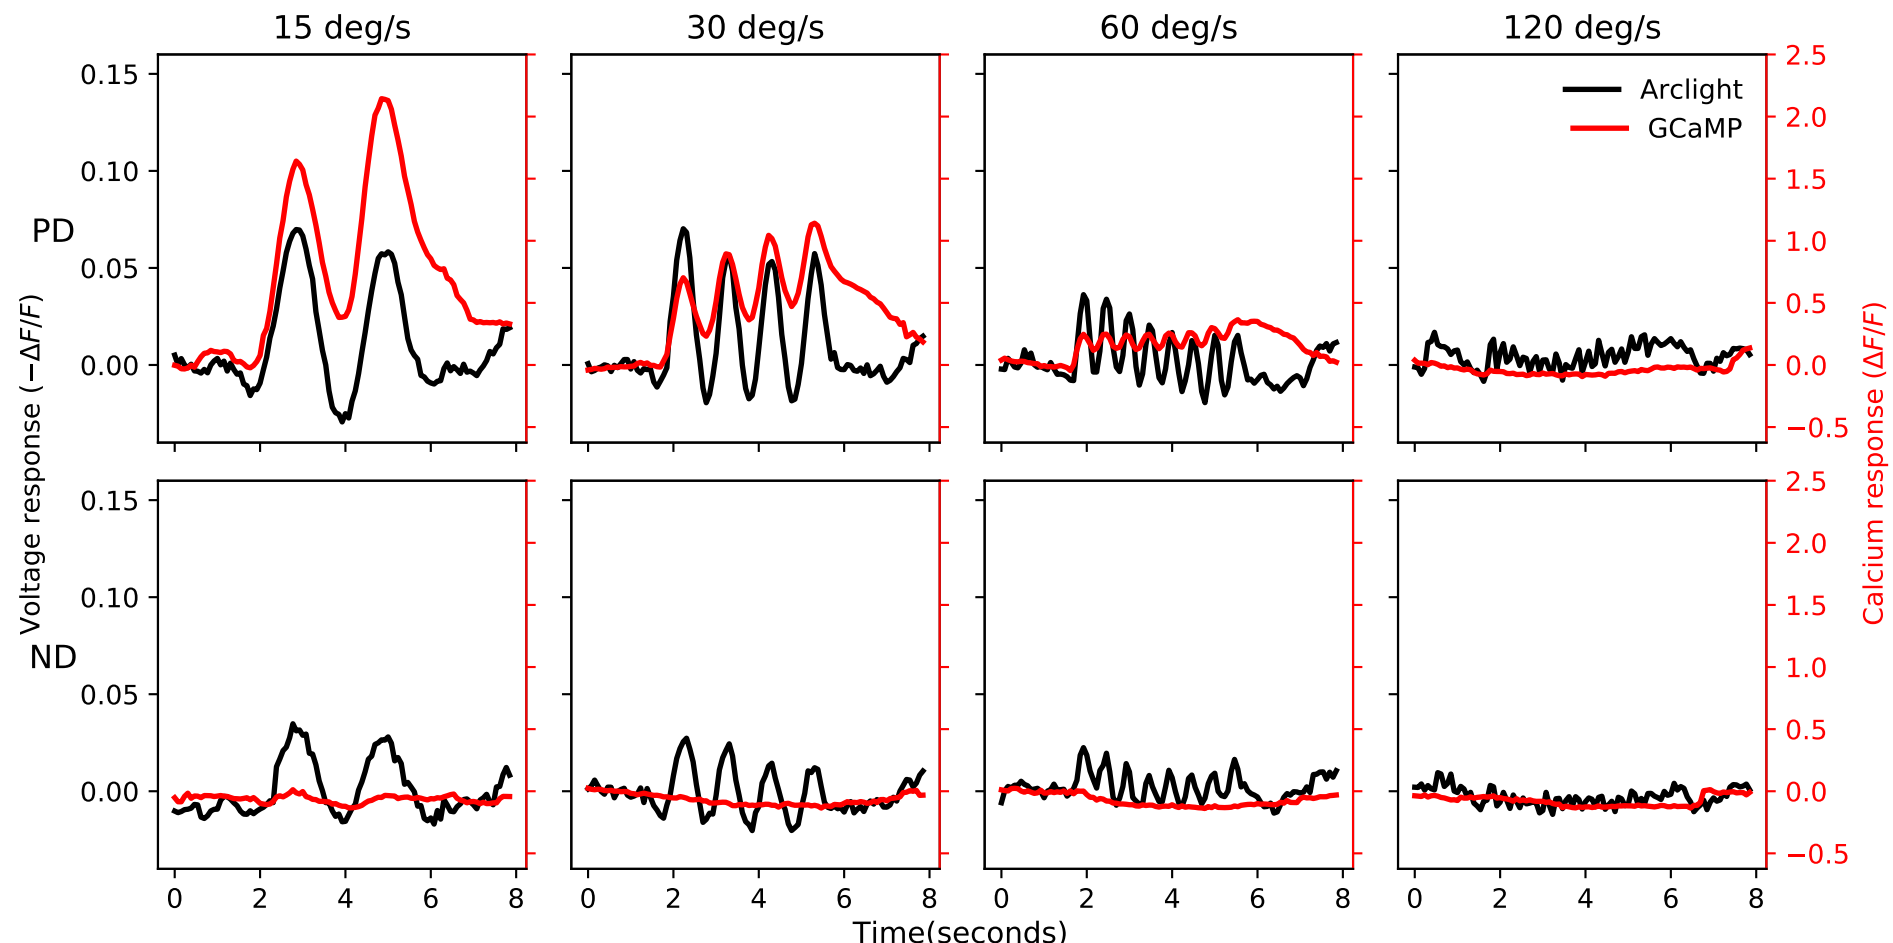 15 deg/s 30 deg/s 60 deg/s 120 deg/s
0.15
0.10
0.05
0.00
PD
Arclight
GCaMP
2.5
2.0
1.5
1.0
0.5
0.0
−0.5
Voltage response (−ΔF/F)
Calcium response (ΔF/F)
0.15
0.10
0.05
0.00
ND
2.5
2.0
1.5
1.0
0.5
0.0
−0.5
0 2 4 6 8 0 2 4 6 8 0 2 4 6 8 0 2 4 6 8
Time(seconds)